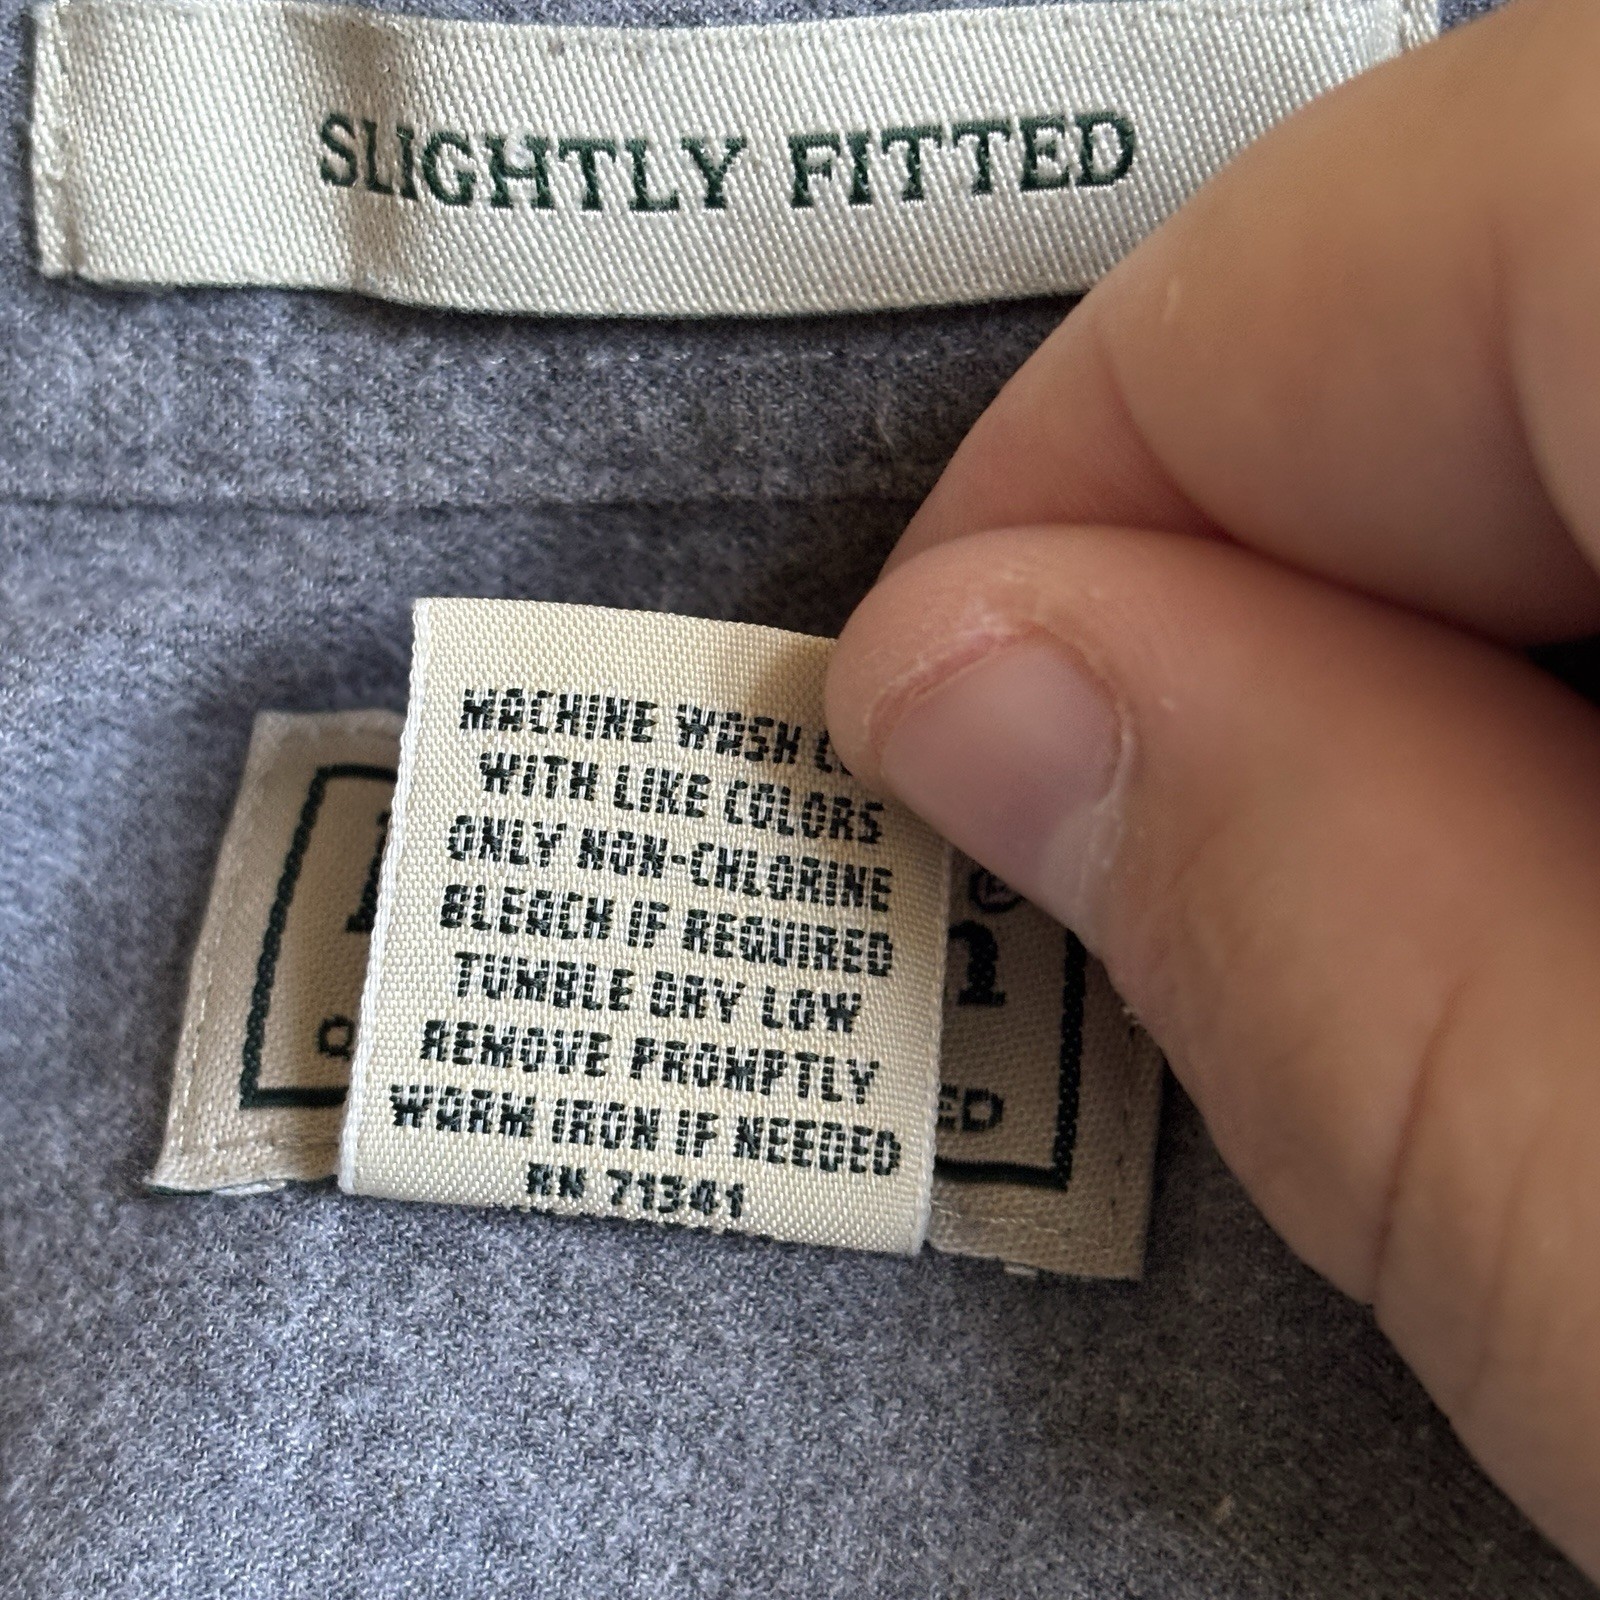 SLIGHTLY FITTED
MACHINE WASH
WITH LIKE COLORS
ONLY NON-CHLORINE
BLEACH IF REQUIRED
TUMBLE DRY LOW
REMOVE PROMPTLY
WARM IRON IF NEEDED
RN 71341